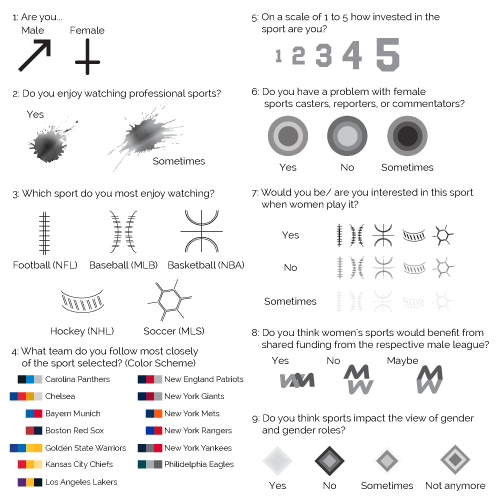 1: Are you...
Male Female
2: Do you enjoy watching professional sports?
Yes
Sometimes
3: Which sport do you most enjoy watching?
Football (NFL) Baseball (MLB) Basketball (NBA)
Hockey (NHL) Soccer (MLS)
4: What team do you follow most closely
of the sport selected? (Color Scheme)
Carolina Panthers
Chelsea
Bayern Munich
Boston Red Sox
Golden State Warriors
Kansas City Chiefs
Los Angeles Lakers
New England Patriots
New York Giants
New York Mets
New York Rangers
New York Yankees
Philidelphia Eagles
5: On a scale of 1 to 5 how invested in the
sport are you?
1 2 3 4 5
6: Do you have a problem with female
sports casters, reporters, or commentators?
Yes No Sometimes
7: Would you be/ are you interested in this sport
when women play it?
Yes
No
Sometimes
8: Do you think women's sports would benefit from
shared funding from the respective male league?
Yes No Maybe
9: Do you think sports impact the view of gender
and gender roles?
Yes No Sometimes Not anymore